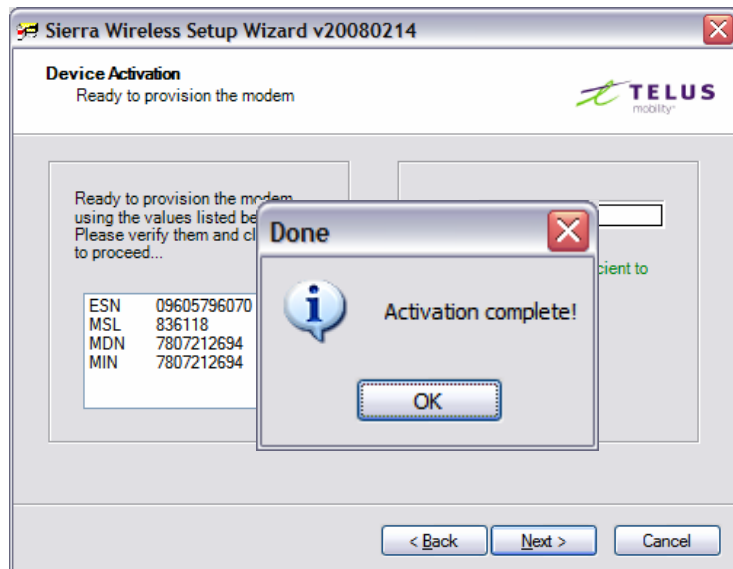 Sierra Wireless Setup Wizard v20080214
Device Activation
Ready to provision the modem
TELUS
mobility
Ready to provision the modem
using the values listed be
Please verify them and cl
to proceed...
ESN 09605796070
MSL 836118
MDN 7807212694
MIN 7807212694
cient to
Done
Activation complete!
OK
< Back
Next >
Cancel